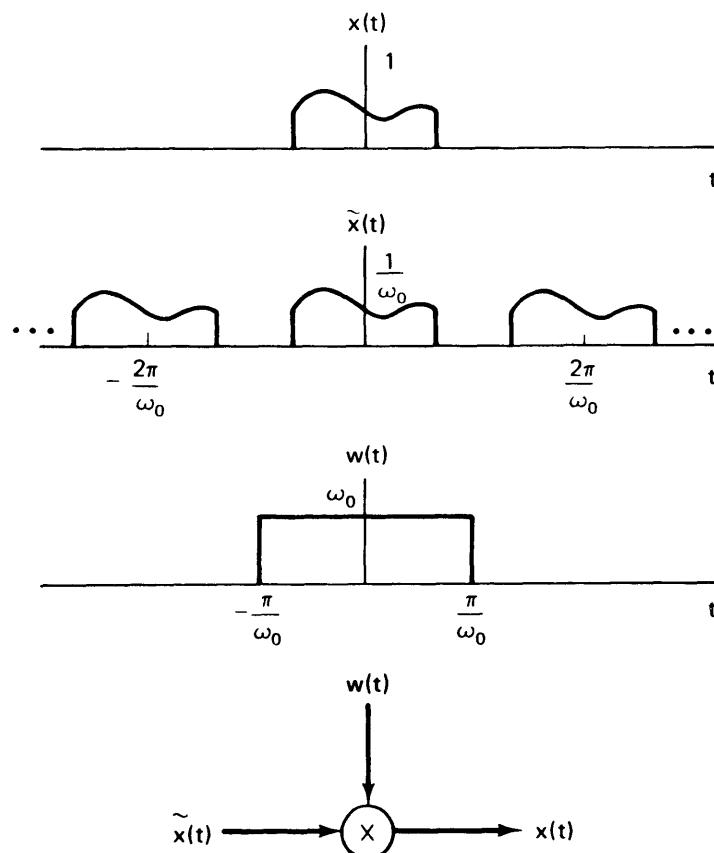 x(t)
1
t
x̃(t)
1/ω₀
• • •
• • • •
-2π/ω₀
2π/ω₀
t
w(t)
ω₀
-π/ω₀
π/ω₀
t
w(t)
x̃(t)
X
x(t)